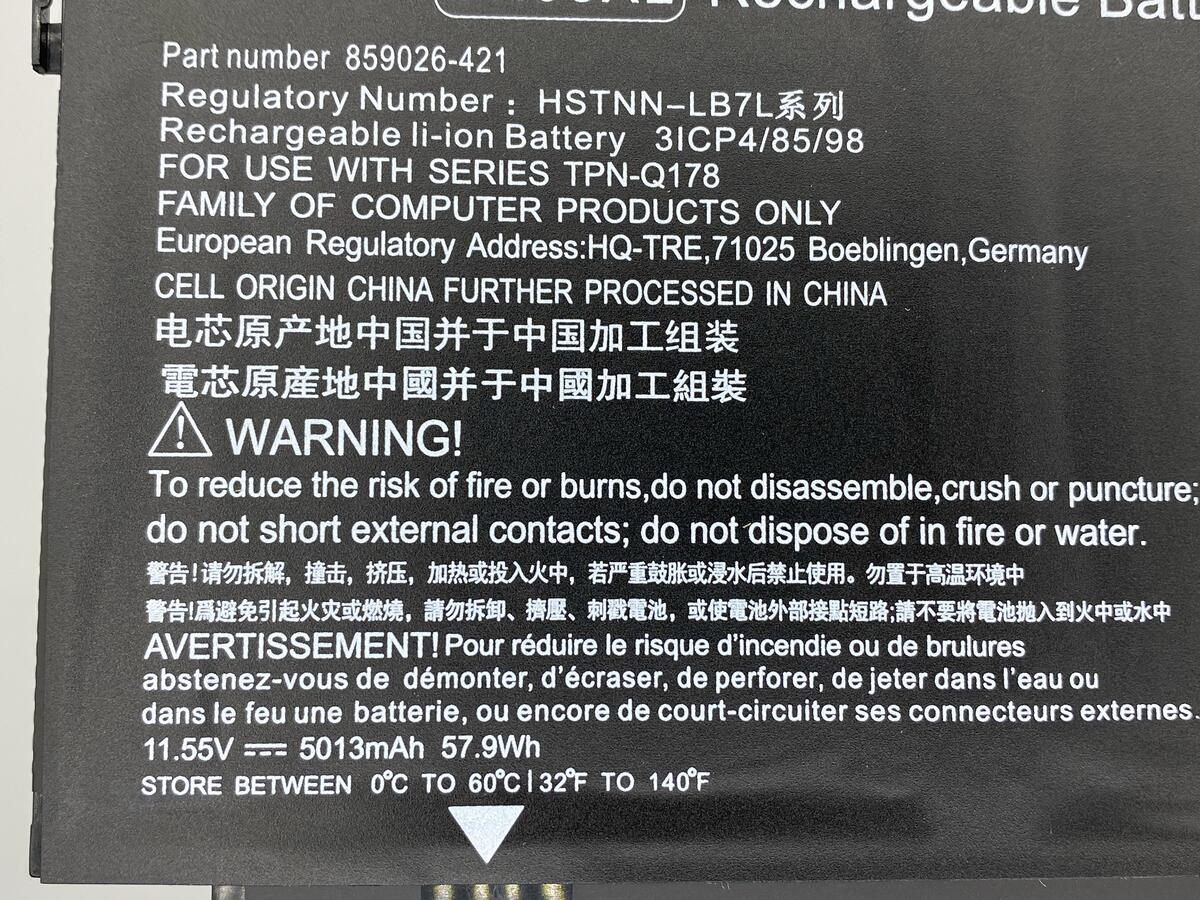 Rechargeable
Part number 859026-421
Regulatory Number : HSTNN-LB7L系列
Rechargeable li-ion Battery 3ICP4/85/98
FOR USE WITH SERIES TPN-Q178
FAMILY OF COMPUTER PRODUCTS ONLY
European Regulatory Address:HQ-TRE,71025 Boeblingen,Germany
CELL ORIGIN CHINA FURTHER PROCESSED IN CHINA
电芯原产地中国并于中国加工组装
電芯原産地中國并于中國加工組裝
WARNING!
To reduce the risk of fire or burns,do not disassemble,crush or puncture;
do not short external contacts; do not dispose of in fire or water.
警告!请勿拆解，撞击，挤压，加热或投入火中，若严重鼓胀或浸水后禁止使用。勿置于高温环境中
警告!爲避免引起火灾或燃燒，請勿拆卸、擠壓、刺戳電池，或使電池外部接點短路;請不要將電池抛入到火中或水中
AVERTISSEMENT! Pour réduire le risque d'incendie ou de brulures
abstenez-vous de démonter, d'écraser, de perforer, de jeter dans l'eau ou
dans le feu une batterie, ou encore de court-circuiter ses connecteurs externes.
11.55V ⎓ 5013mAh 57.9Wh
STORE BETWEEN 0°C TO 60°C | 32°F TO 140°F